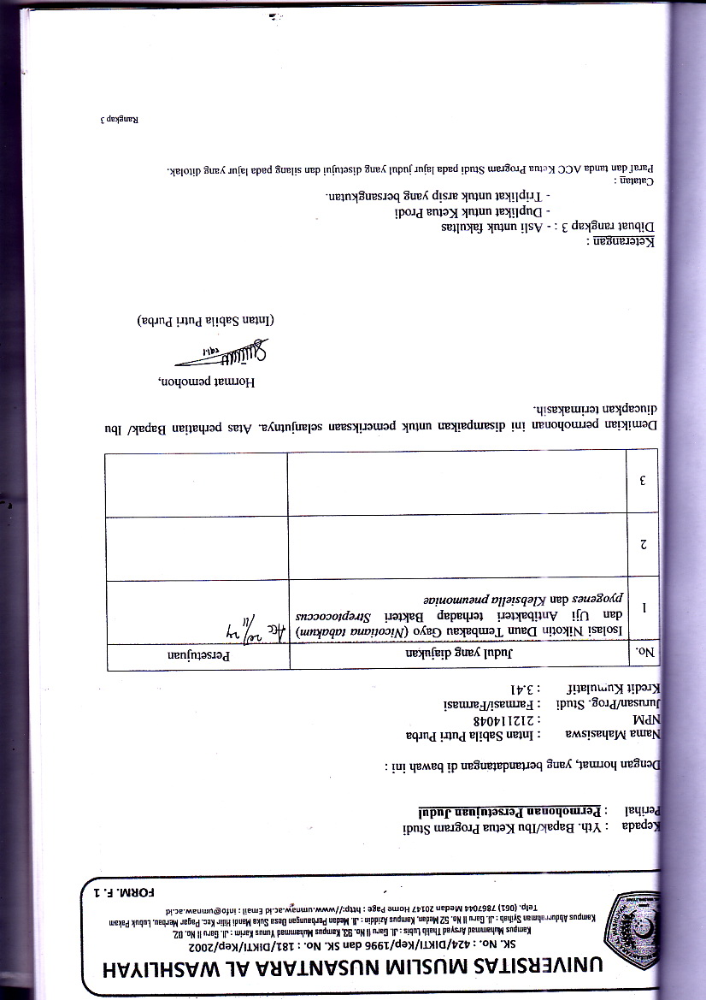 UNIVERSITAS MUSLIM NUSANTARA AL WASHLIYAH
SK. No. : 424/DIKTI/Kep/1996 dan SK. No. : 181/DIKTI/Kep/2002
Kampus Muhammad Arsyad Thalib Lubis : Jl. Garu II No. 93, Kampus Muhammad Yunus Karim : Jl. Garu II No. 02,
Kampus Abdurrahman Syihab : Jl. Garu II No. 52 Medan, Kampus Aziddin : Jl. Medan Perbaungan Desa Suka Mandi Hilir Kec. Pagar Merbau, Lubuk Pakam
Telp. (061) 7867044 Medan 20147 Home Page : http://www.umnaw.ac.id Email : info@umnaw.ac.id
FORM. F. 1
Kepada : Yth. Bapak/Ibu Ketua Program Studi
Perihal : Permohonan Persetujuan Judul
Dengan hormat, yang bertandatangan di bawah ini :
Nama Mahasiswa : Intan Sabila Putri Purba
NPM : 212114048
Jurusan/Prog. Studi : Farmasi/Farmasi
Kredit Kumulatif : 3.41
No. Judul yang diajukan Persetujuan
1 Isolasi Nikotin Daun Tembakau Gayo (Nicotiana tabakum)
dan Uji Antibakteri terhadap Bakteri Streptococcus
pyogenes dan Klebsiella pneumoniae
Acc 20/11 24
2
3
Demikian permohonan ini disampaikan untuk pemeriksaan selanjutnya. Atas perhatian Bapak/ Ibu
diucapkan terimakasih.
Hormat pemohon,
(Intan Sabila Putri Purba)
Keterangan :
Dibuat rangkap 3 : - Asli untuk fakultas
- Duplikat untuk Ketua Prodi
- Triplikat untuk arsip yang bersangkutan.
Catatan :
Paraf dan tanda ACC Ketua Program Studi pada lajur judul yang disetujui dan silang pada lajur yang ditolak.
Rangkap 3